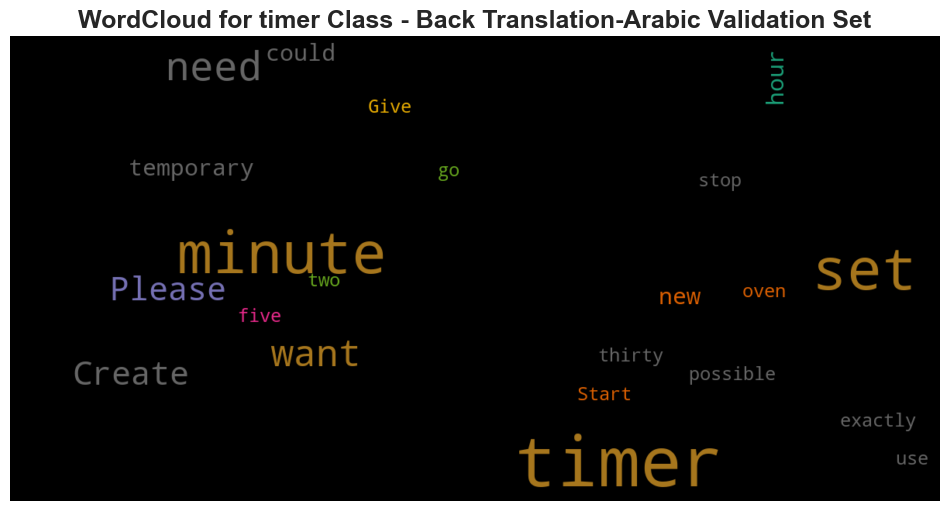 WordCloud for timer Class - Back Translation-Arabic Validation Set
need
could
hour
Give
temporary
go
stop
minute
set
two
Please
new
oven
five
want
thirty
Create
possible
Start
exactly
timer
use